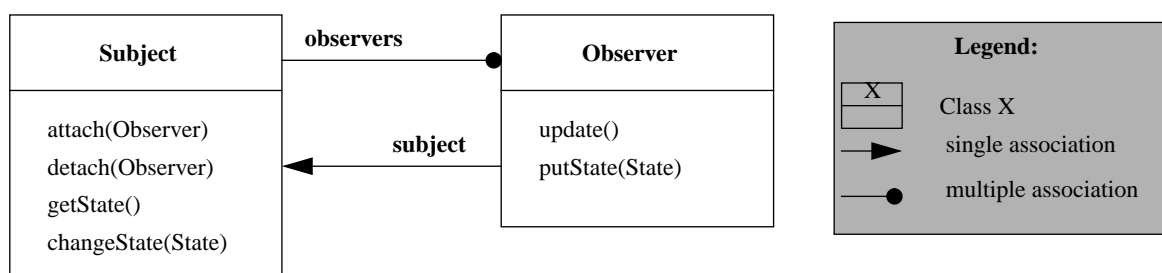 Subject
attach(Observer)
detach(Observer)
getState()
changeState(State)
observers
subject
Observer
update()
putState(State)
Legend:
X
Class X
single association
multiple association